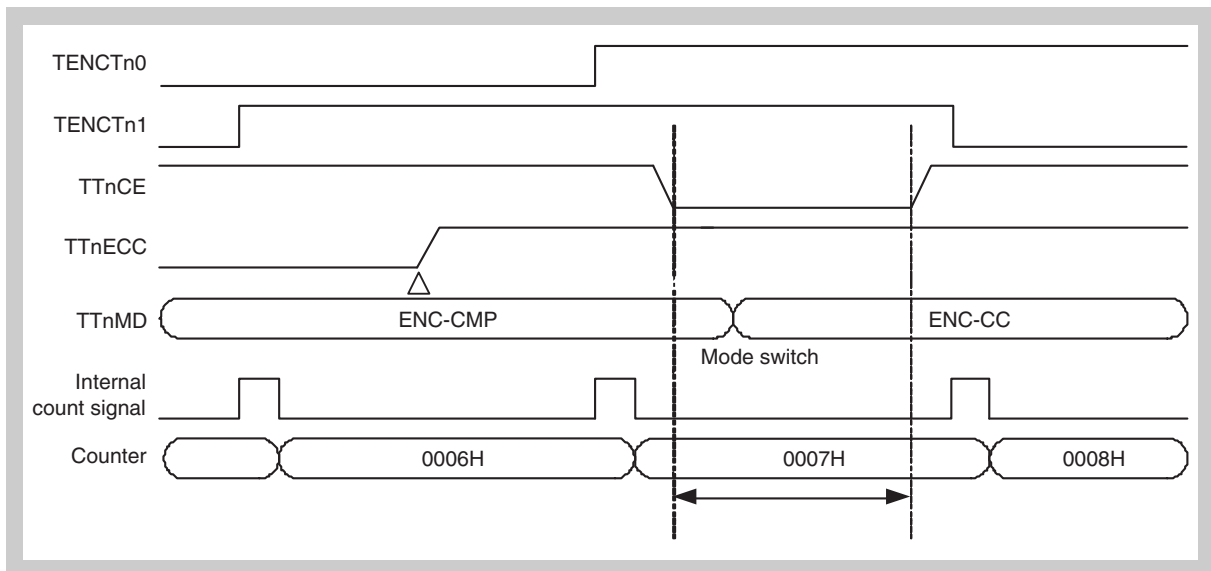 TENCTn0
TENCTn1
TTnCE
TTnECC
TTnMD
ENC-CMP
ENC-CC
Mode switch
Internal
count signal
Counter
0006H
0007H
0008H